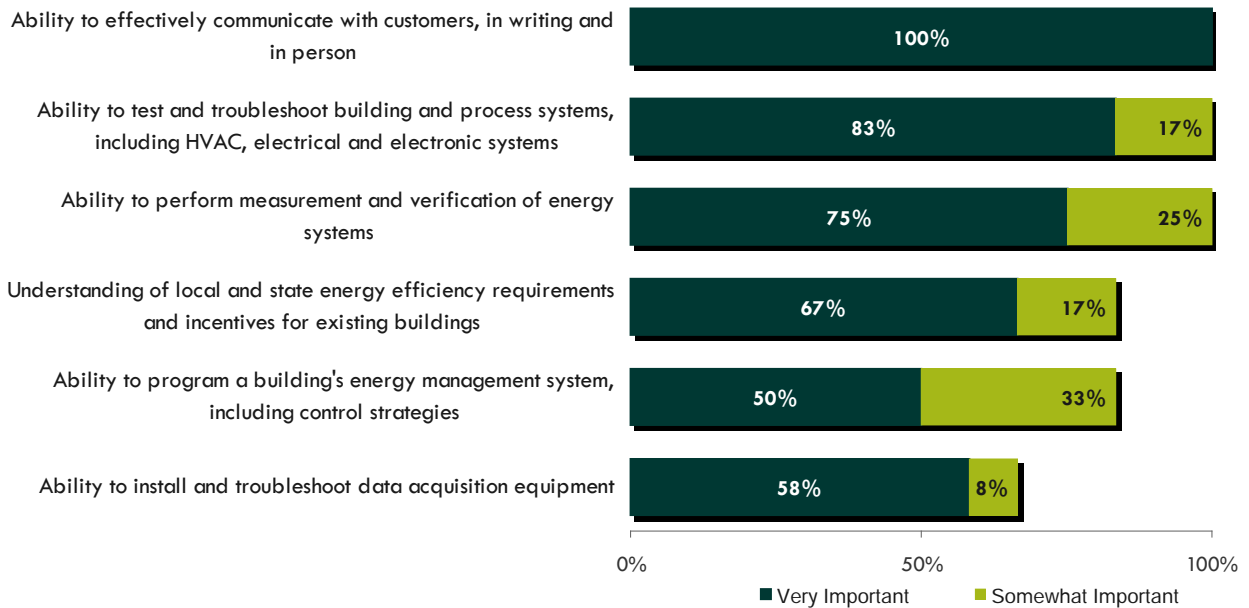 Ability to effectively communicate with customers, in writing and
in person
100%
Ability to test and troubleshoot building and process systems,
including HVAC, electrical and electronic systems
83%
17%
Ability to perform measurement and verification of energy
systems
75%
25%
Understanding of local and state energy efficiency requirements
and incentives for existing buildings
67%
17%
Ability to program a building's energy management system,
including control strategies
50%
33%
Ability to install and troubleshoot data acquisition equipment
58%
8%
0%
50%
100%
Very Important
Somewhat Important